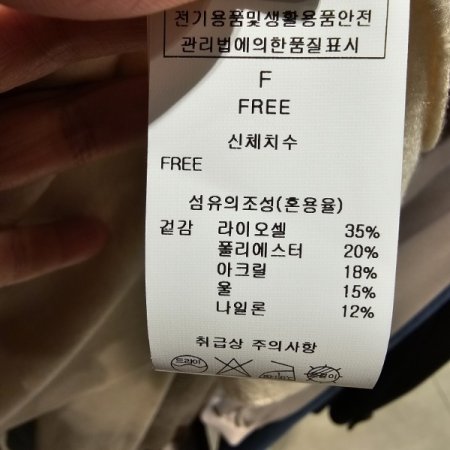 전기용품및생활용품안전
관리법에의한품질표시
F
FREE
신체치수
FREE
섬유의조성(혼용율)
겉감 라이오셀 35%
폴리에스터 20%
아크릴 18%
울 15%
나일론 12%
취급상 주의사항
드라이